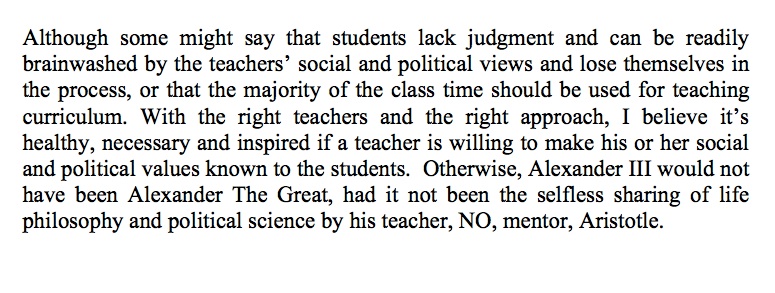 Although some might say that students lack judgment and can be readily
brainwashed by the teachers’ social and political views and lose themselves in
the process, or that the majority of the class time should be used for teaching
curriculum. With the right teachers and the right approach, I believe it’s
healthy, necessary and inspired if a teacher is willing to make his or her social
and political values known to the students.  Otherwise, Alexander III would not
have been Alexander The Great, had it not been the selfless sharing of life
philosophy and political science by his teacher, NO, mentor, Aristotle.